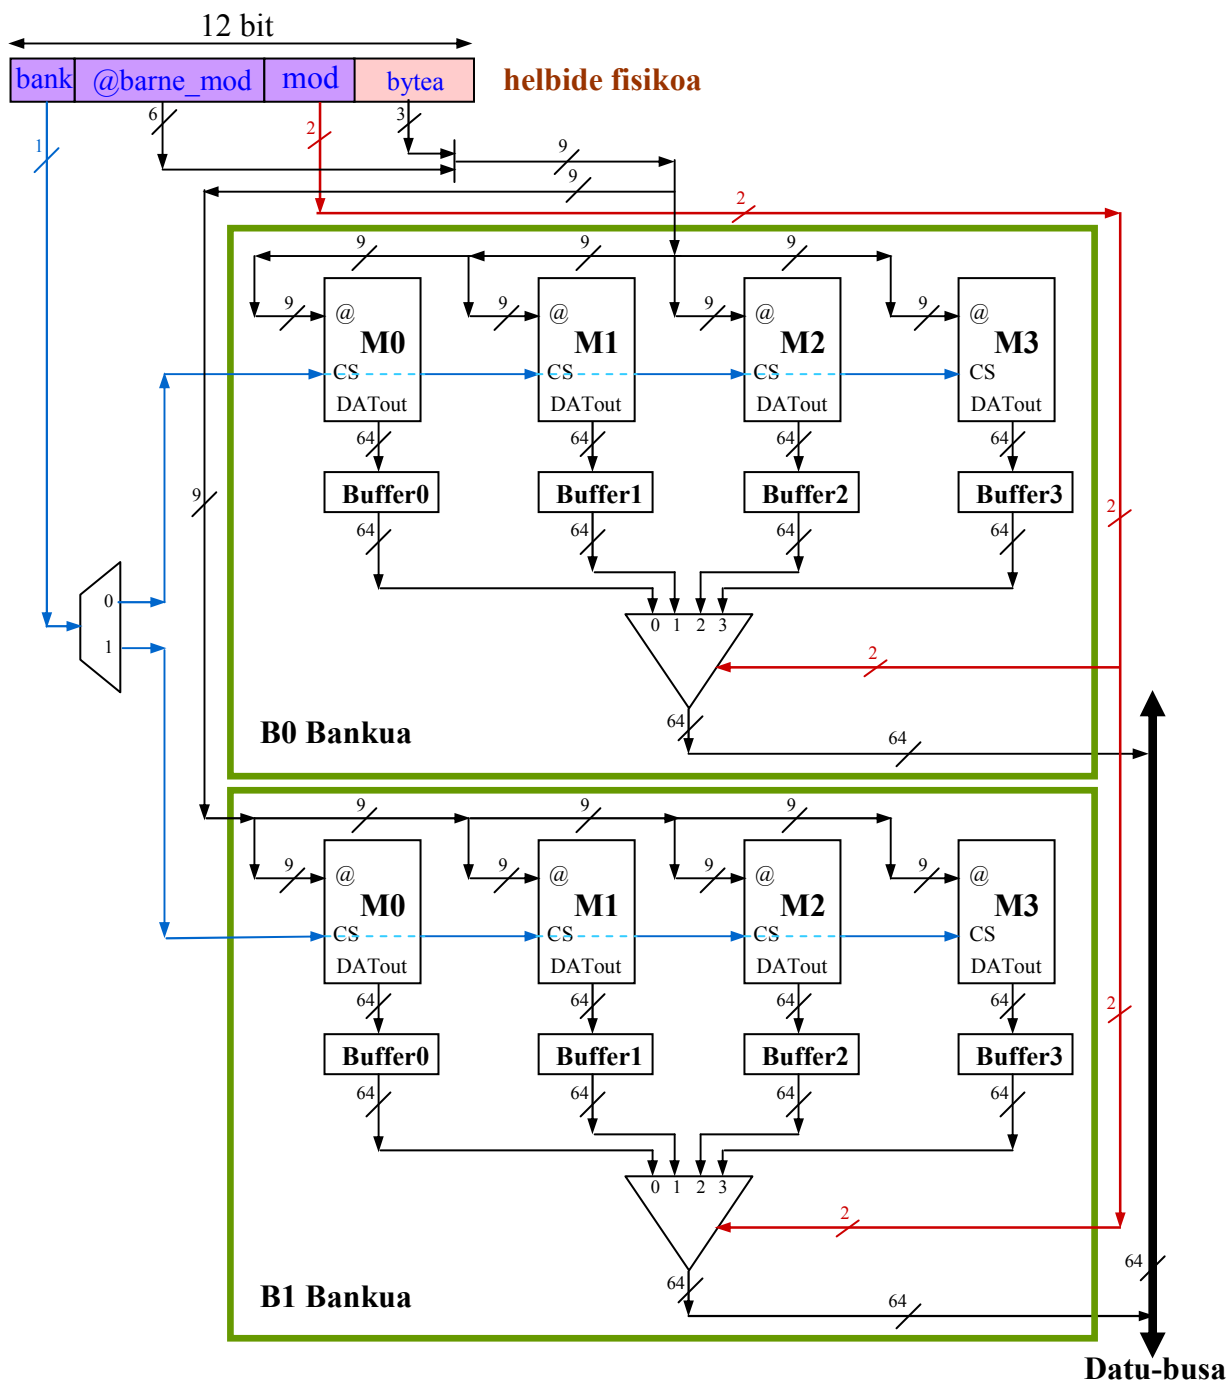 12 bit
bank @barne_mod mod bytea helbide fisikoa
1 6 2 3
9
9
2
9 9 9
9 9 9 9
@ @ @ @
M0 M1 M2 M3
CS CS CS CS
DATout DATout DATout DATout
64 64 64 64
Buffer0 Buffer1 Buffer2 Buffer3
9 2
64 64 64 64
0
1
0 1 2 3
2
64
B0 Bankua
64
9 9 9
9 9 9 9
@ @ @ @
M0 M1 M2 M3
CS CS CS CS
DATout DATout DATout DATout
64 64 64 64 2
Buffer0 Buffer1 Buffer2 Buffer3
64 64 64 64
0 1 2 3
2
64
64
B1 Bankua
64
Datu-busa